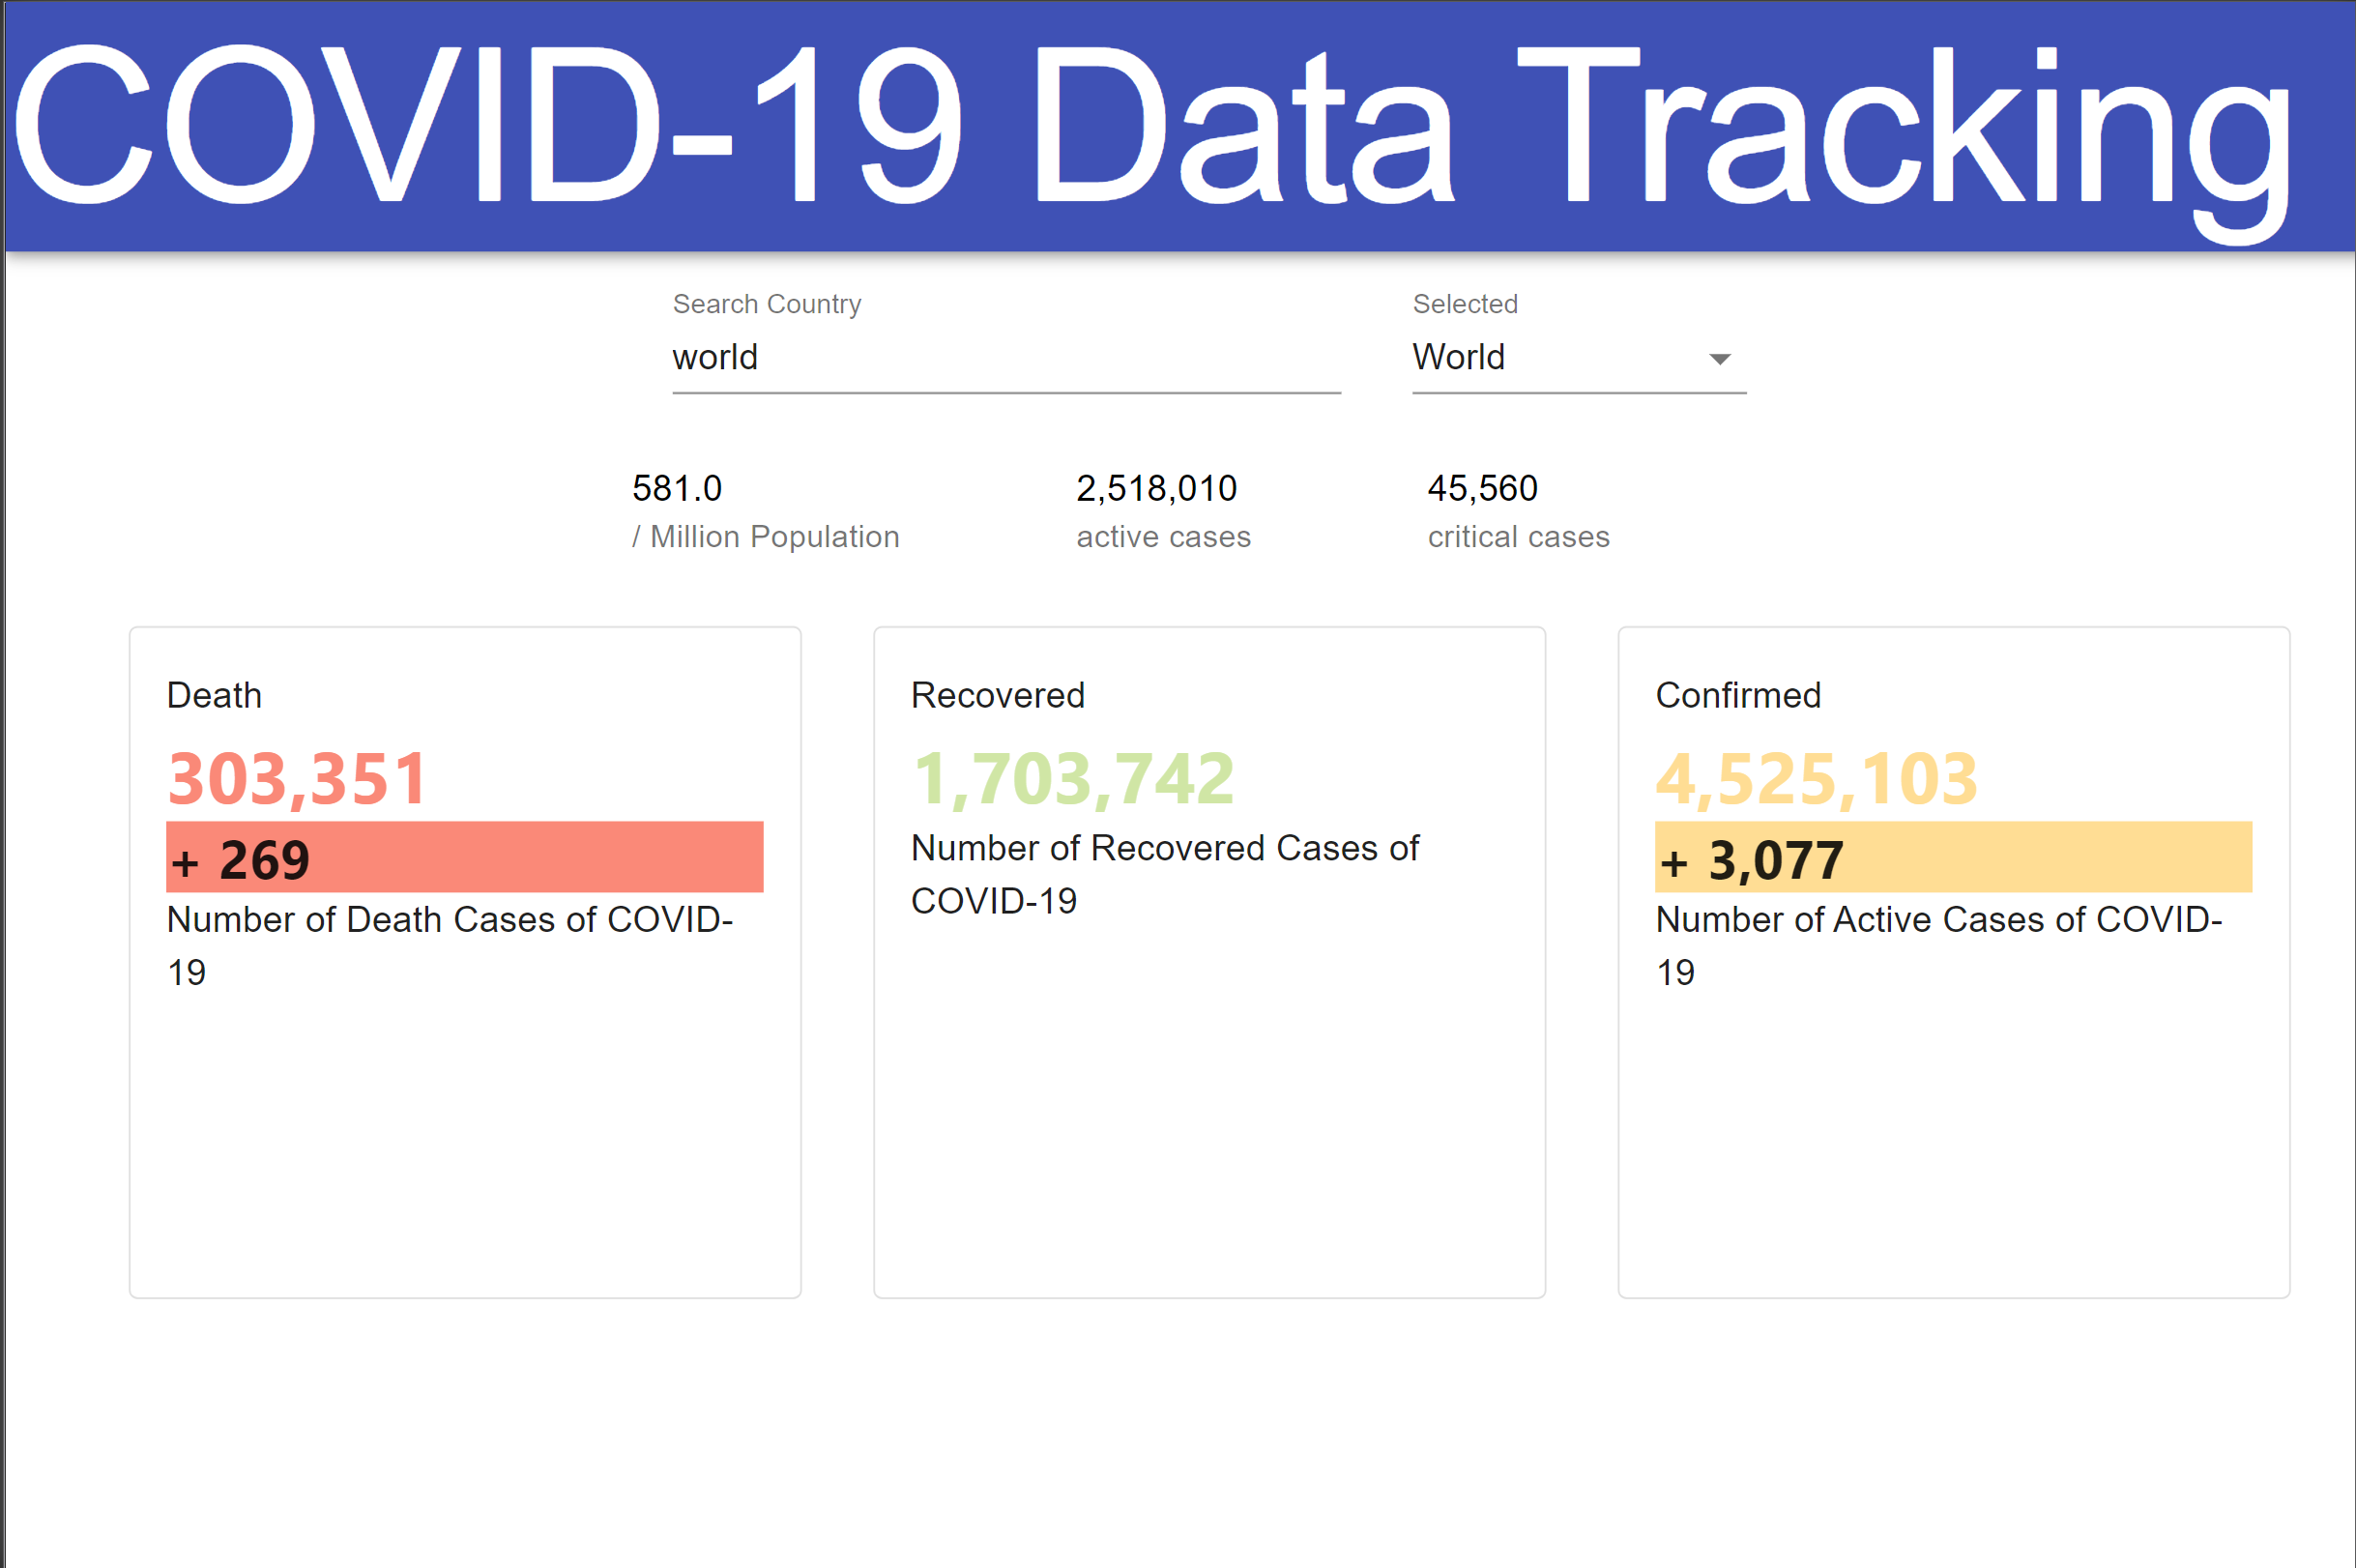 COVID-19 Data Tracking
Search Country
world
Selected
World
581.0
/ Million Population
2,518,010
active cases
45,560
critical cases
Death
303,351
+ 269
Number of Death Cases of COVID-
19
Recovered
1,703,742
Number of Recovered Cases of
COVID-19
Confirmed
4,525,103
+ 3,077
Number of Active Cases of COVID-
19